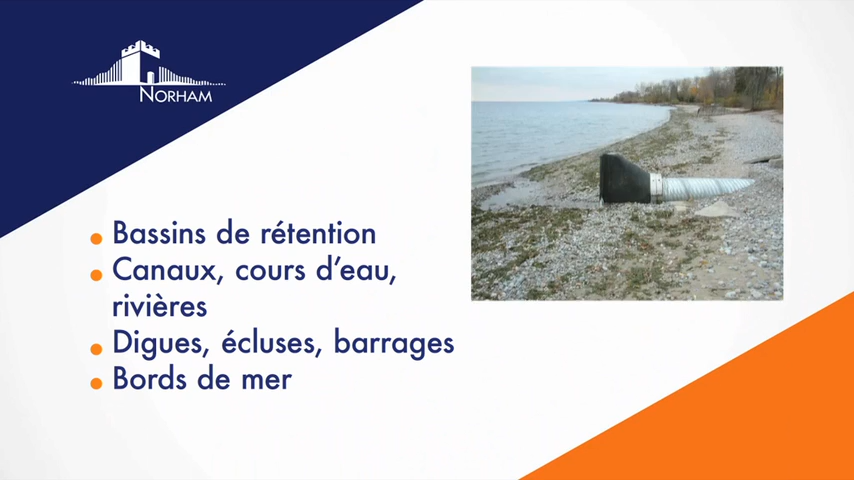 NORHAM
Bassins de rétention
Canaux, cours d'eau,
rivières
Digues, écluses, barrages
Bords de mer